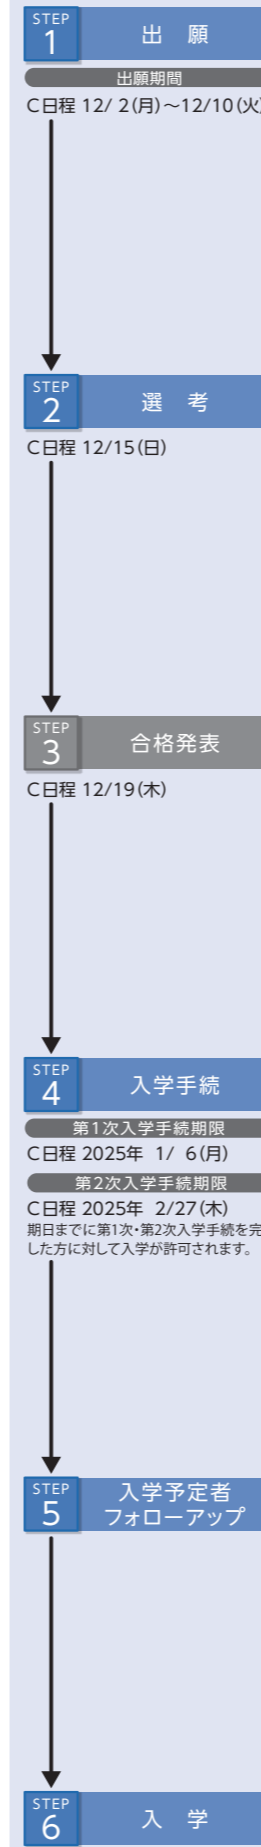 STEP
1
出 願
出願期間
C日程 12/ 2(月)～12/10(火)
STEP
2
選 考
C日程 12/15(日)
STEP
3
合格発表
C日程 12/19(木)
STEP
4
入学手続
第1次入学手続期限
C日程 2025年 1/ 6(月)
第2次入学手続期限
C日程 2025年 2/27(木)
期日までに第1次・第2次入学手続を完
した方に対して入学が許可されます。
STEP
5
入学予定者
フォローアップ
STEP
6
入 学